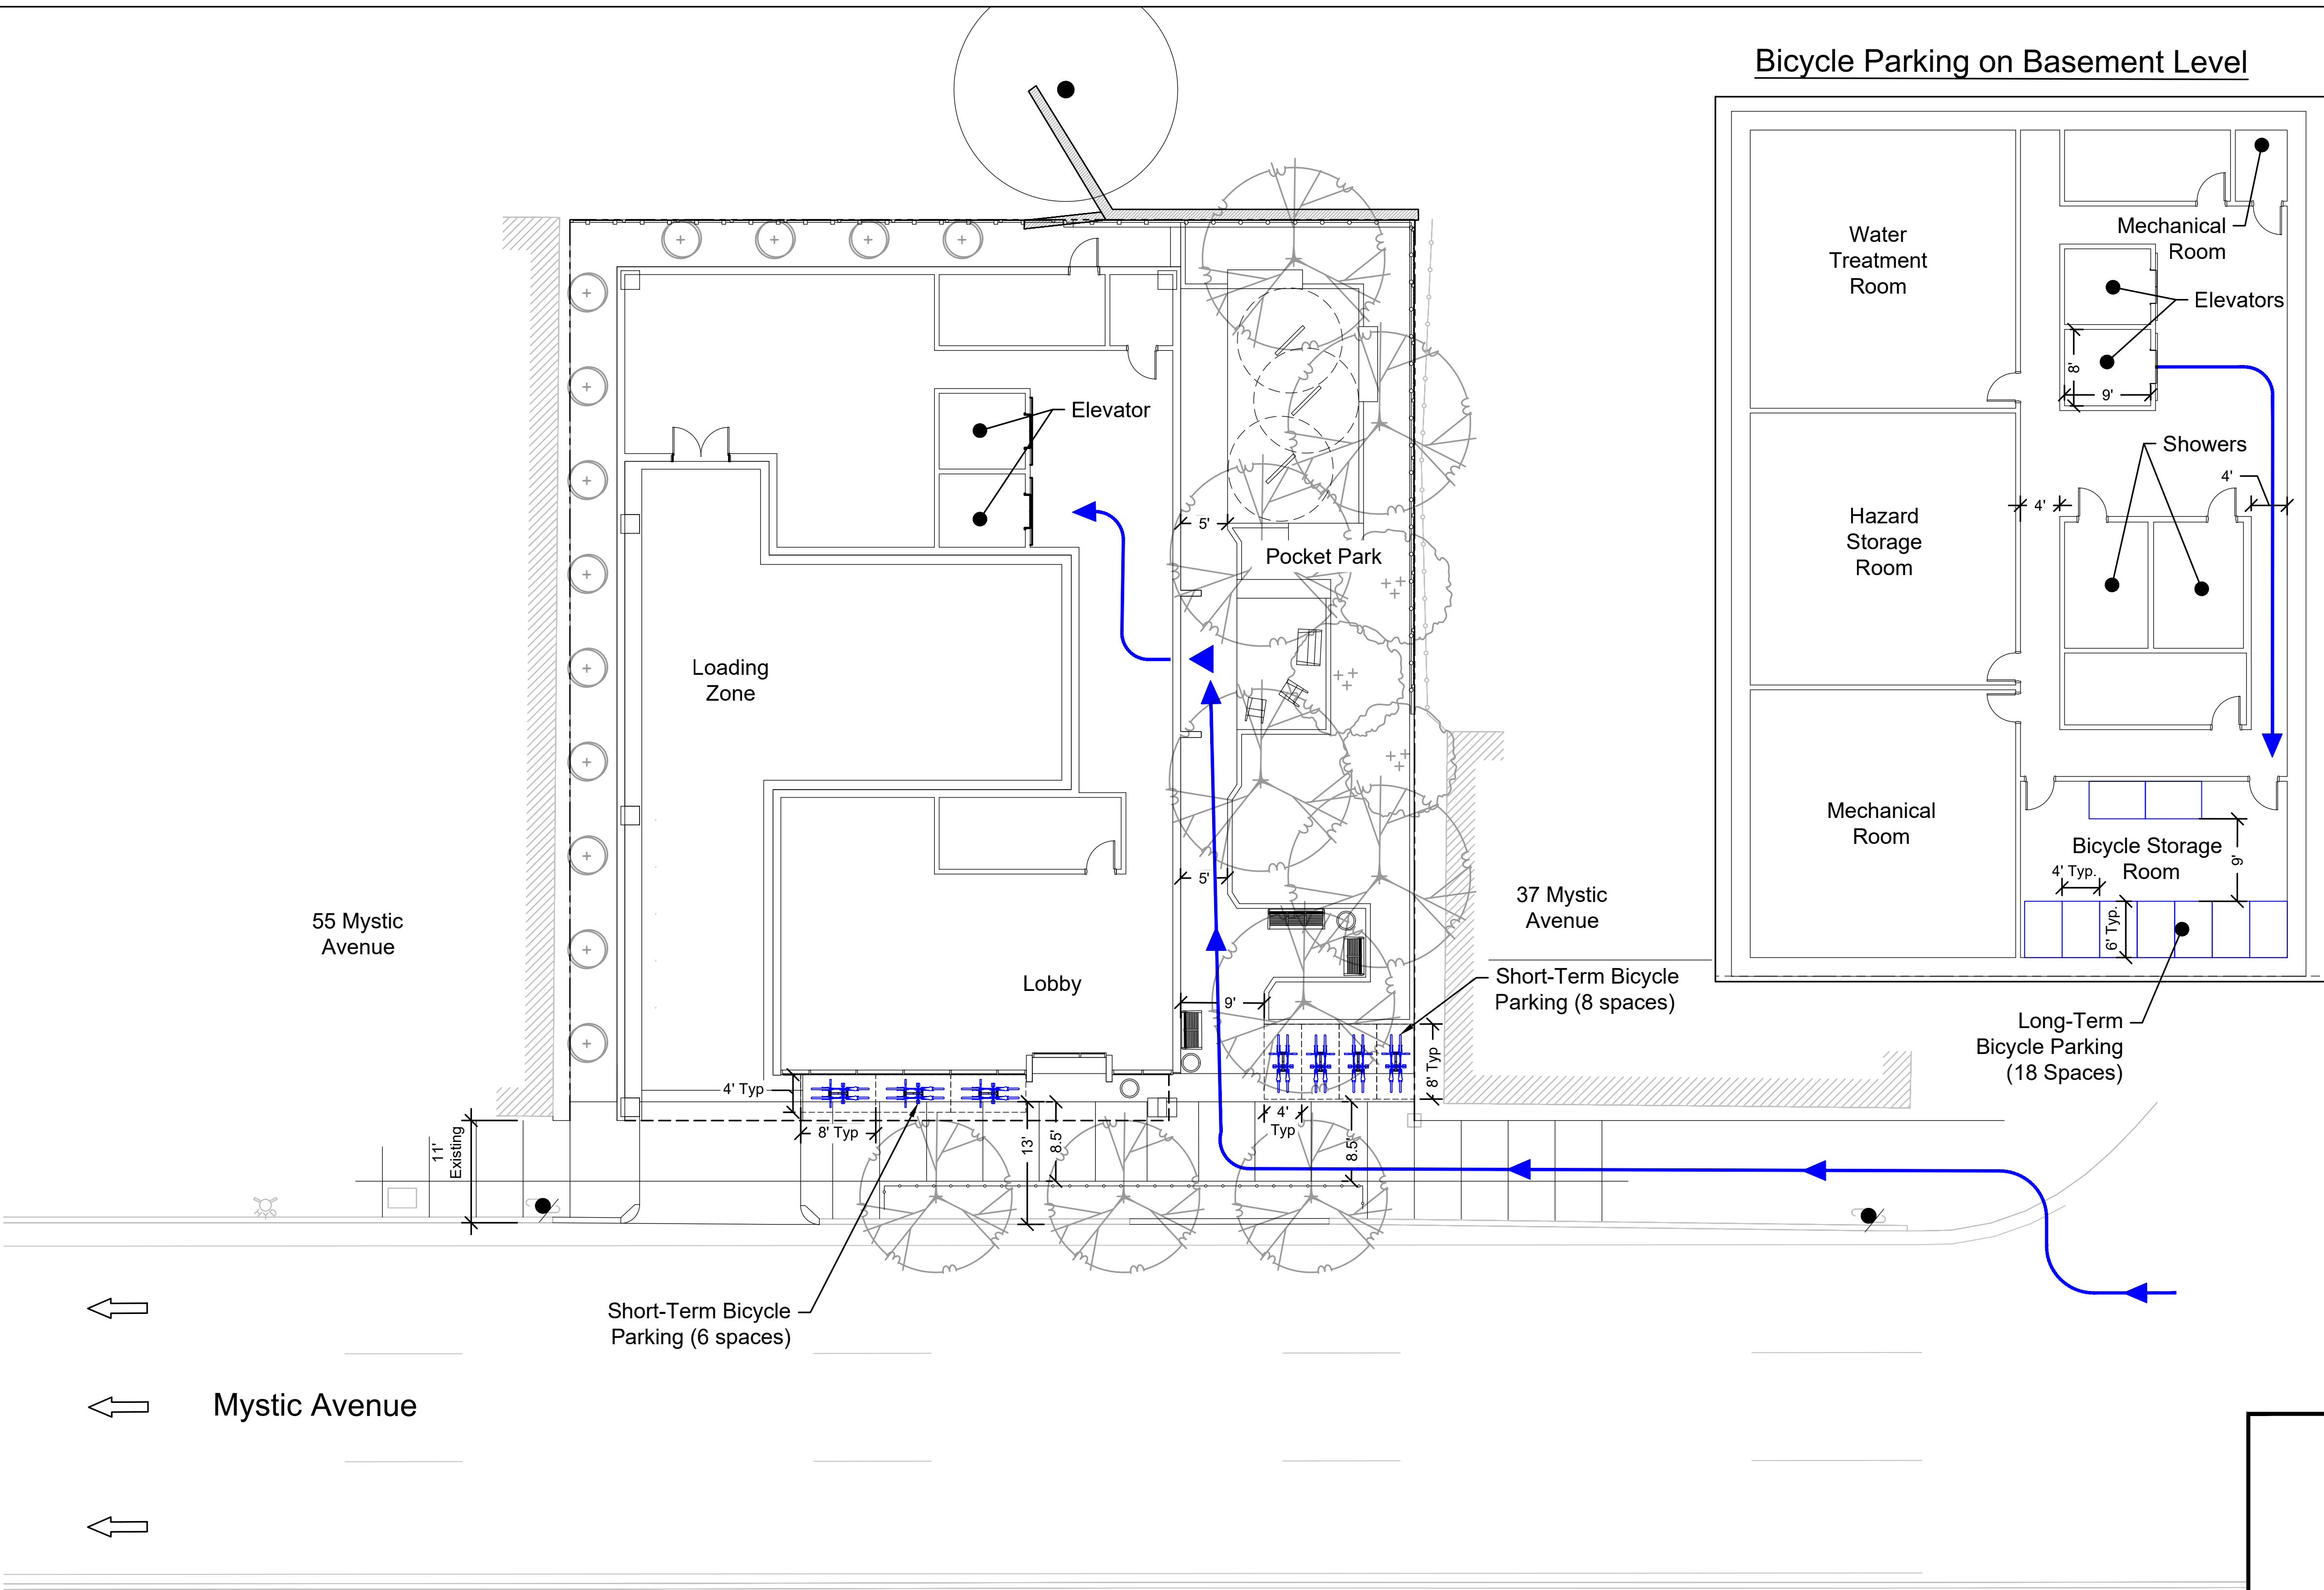 Bicycle Parking on Basement Level
Water
Treatment
Room
Mechanical
Room
Elevators
8'
9'
Showers
4'
4'
Hazard
Storage
Room
Mechanical
Room
Bicycle Storage
Room
9'
4' Typ.
6' Typ.
Long-Term
Bicycle Parking
(18 Spaces)
Elevator
5'
Pocket Park
Loading
Zone
5'
55 Mystic
Avenue
37 Mystic
Avenue
Lobby
9'
Short-Term Bicycle
Parking (8 spaces)
4' Typ
8' Typ
8' Typ
4'
Typ
11'
Existing
13'
8.5'
8.5'
Short-Term Bicycle
Parking (6 spaces)
Mystic Avenue